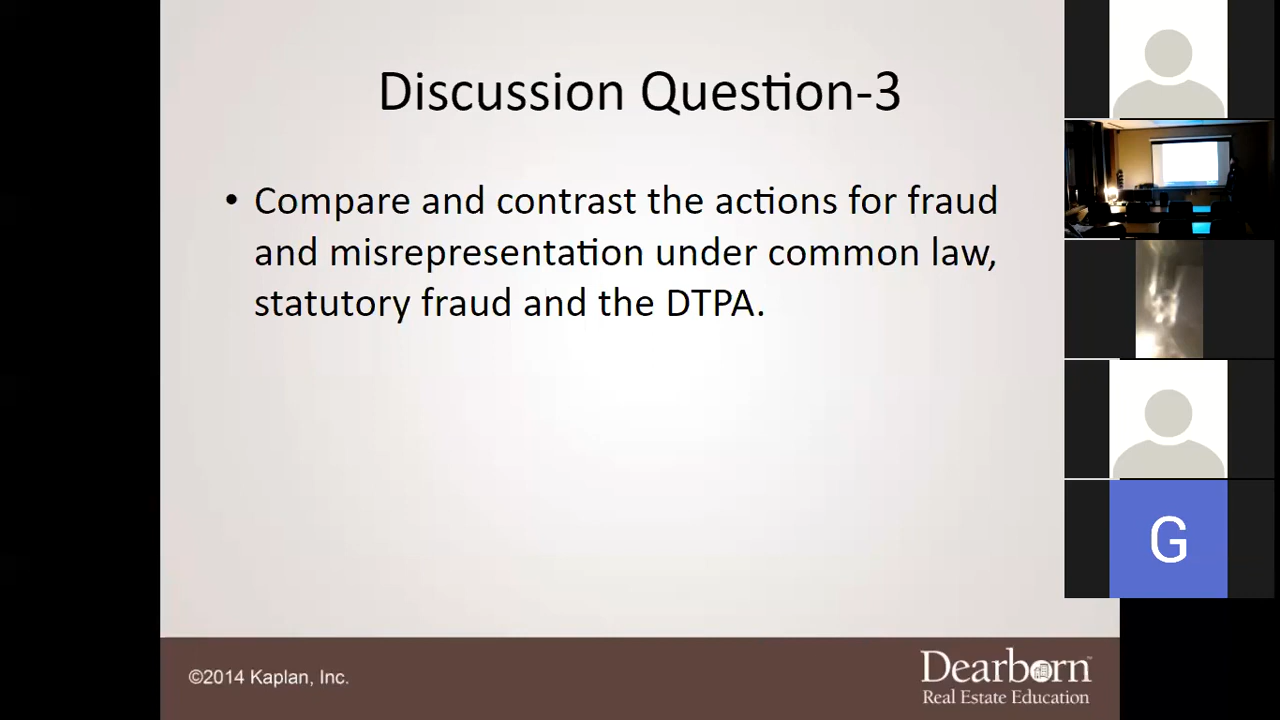 Discussion Question-3
• Compare and contrast the actions for fraud
and misrepresentation under common law,
statutory fraud and the DTPA.
G
©2014 Kaplan, Inc.
Dearborn™
Real Estate Education